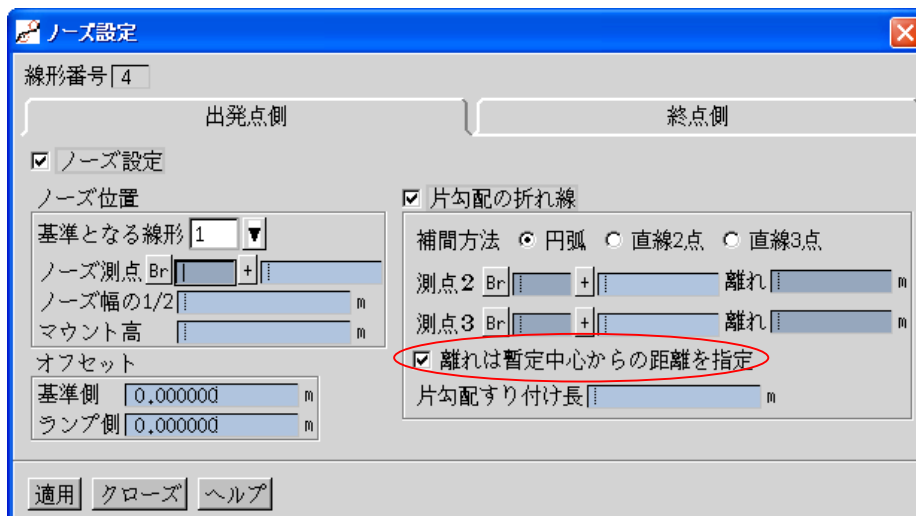 ノーズ設定
線形番号 4
出発点側
終点側
ノーズ設定
ノーズ位置
基準となる線形 1
ノーズ測点 Br +
ノーズ幅の1/2 m
マウント高 m
オフセット
基準側 0.000000 m
ランプ側 0.000000 m
片勾配の折れ線
補間方法 円弧 直線2点 直線3点
測点2 Br + 離れ
測点3 Br + 離れ
離れは暫定中心からの距離を指定
片勾配すり付け長 m
適用 クローズ ヘルプ